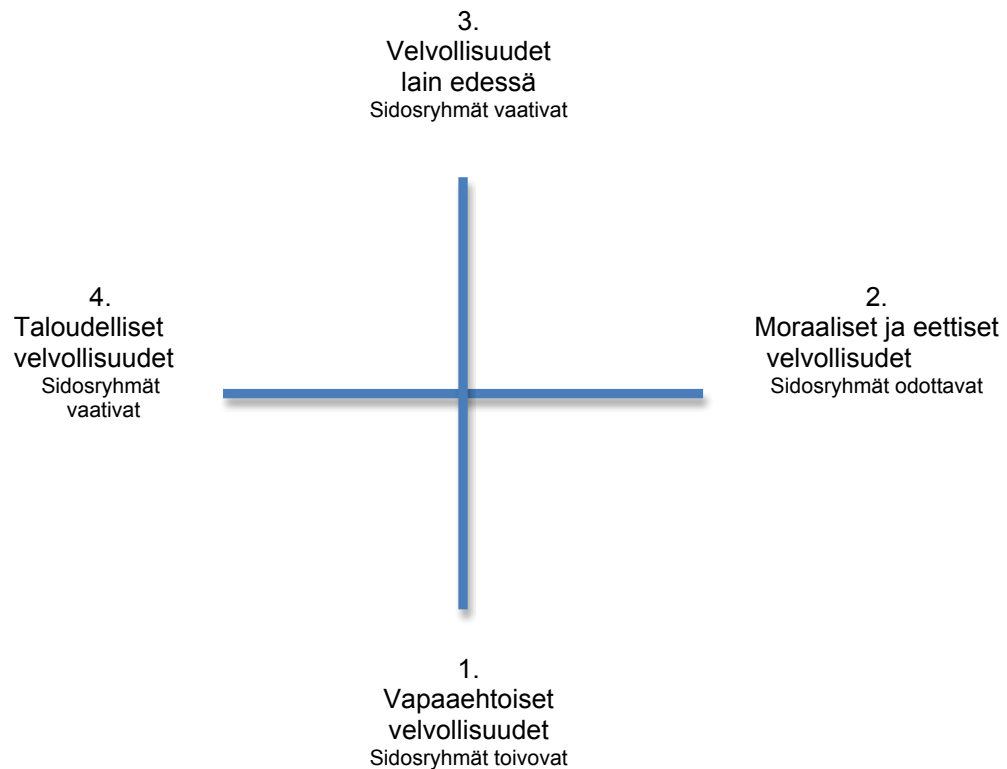 3.
Velvollisuudet
lain edessä
Sidosryhmät vaativat
4.
Taloudelliset
velvollisuudet
Sidosryhmät
vaativat
2.
Moraaliset ja eettiset
velvollisudet
Sidosryhmät odottavat
1.
Vapaaehtoiset
velvollisuudet
Sidosryhmät toivovat